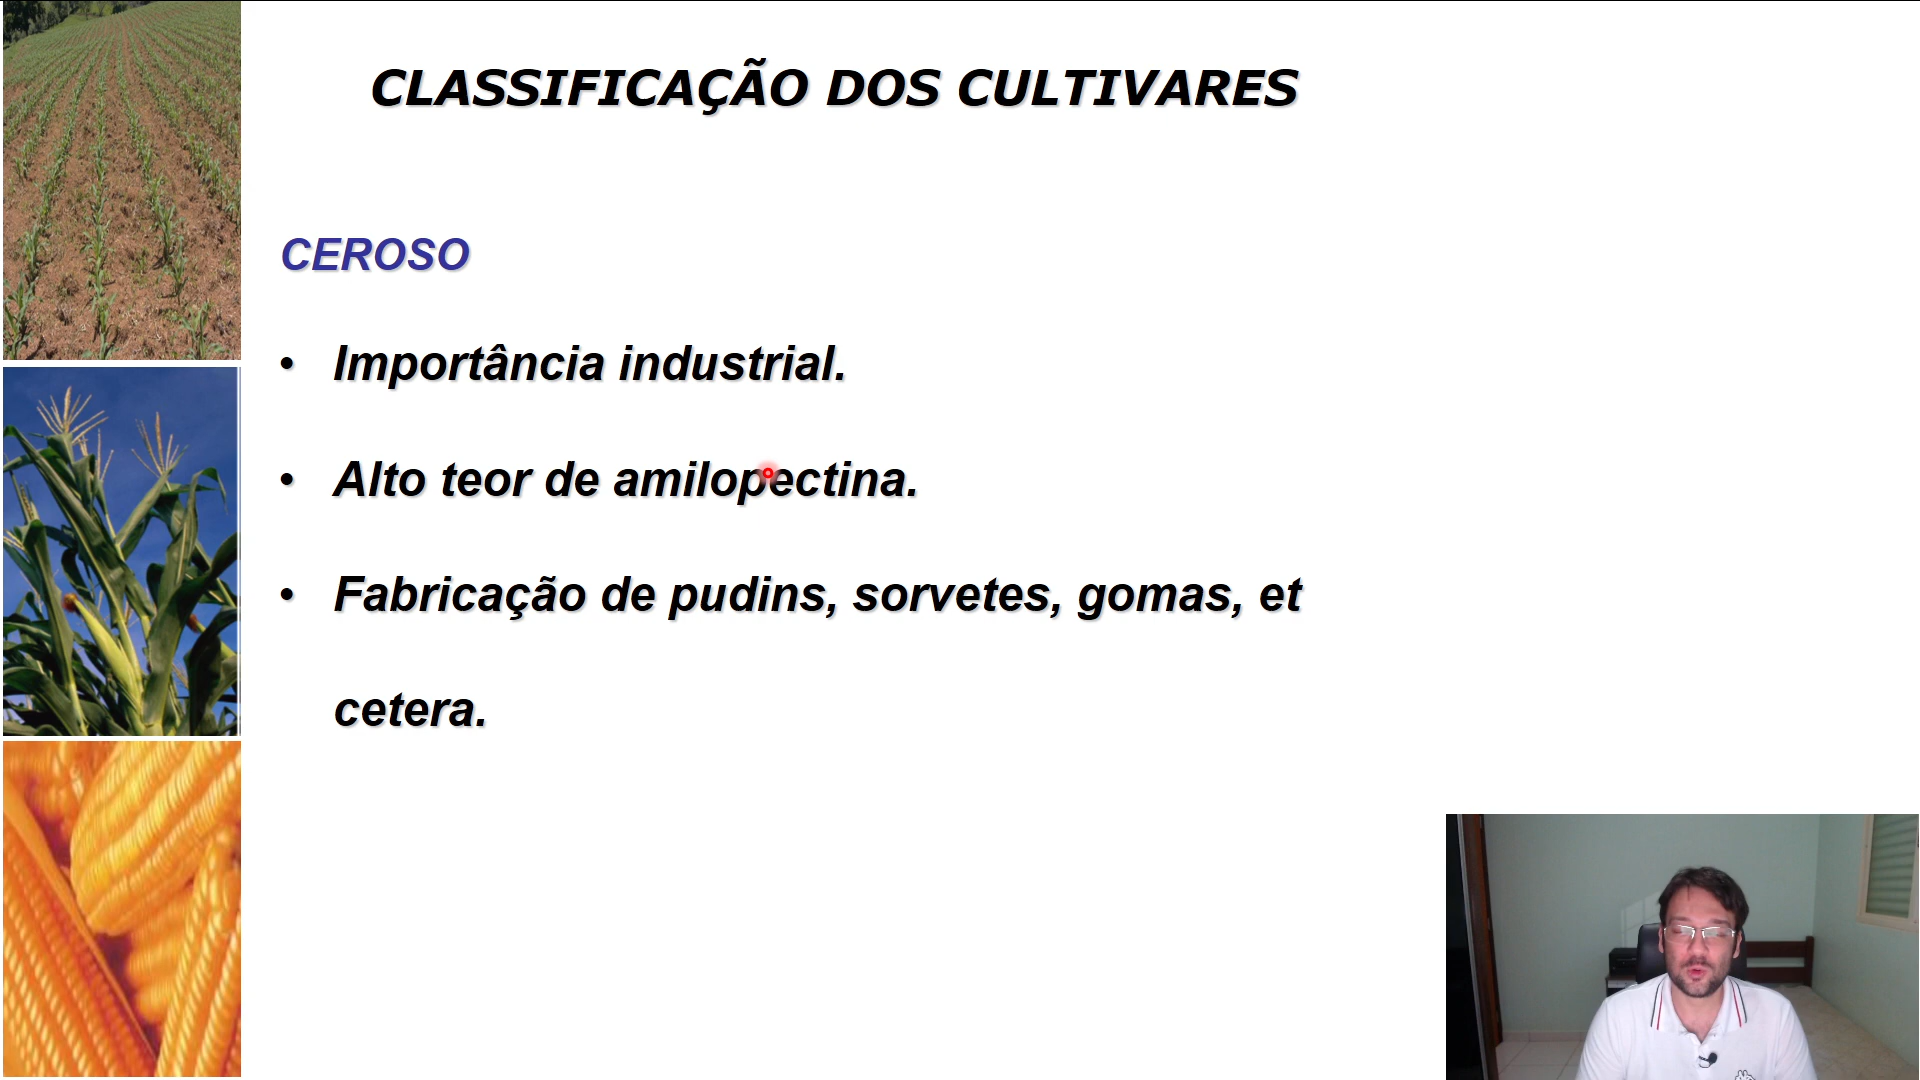 CLASSIFICAÇÃO DOS CULTIVARES
CEROSO
• Importância industrial.
• Alto teor de amilopectina.
• Fabricação de pudins, sorvetes, gomas, et
cetera.